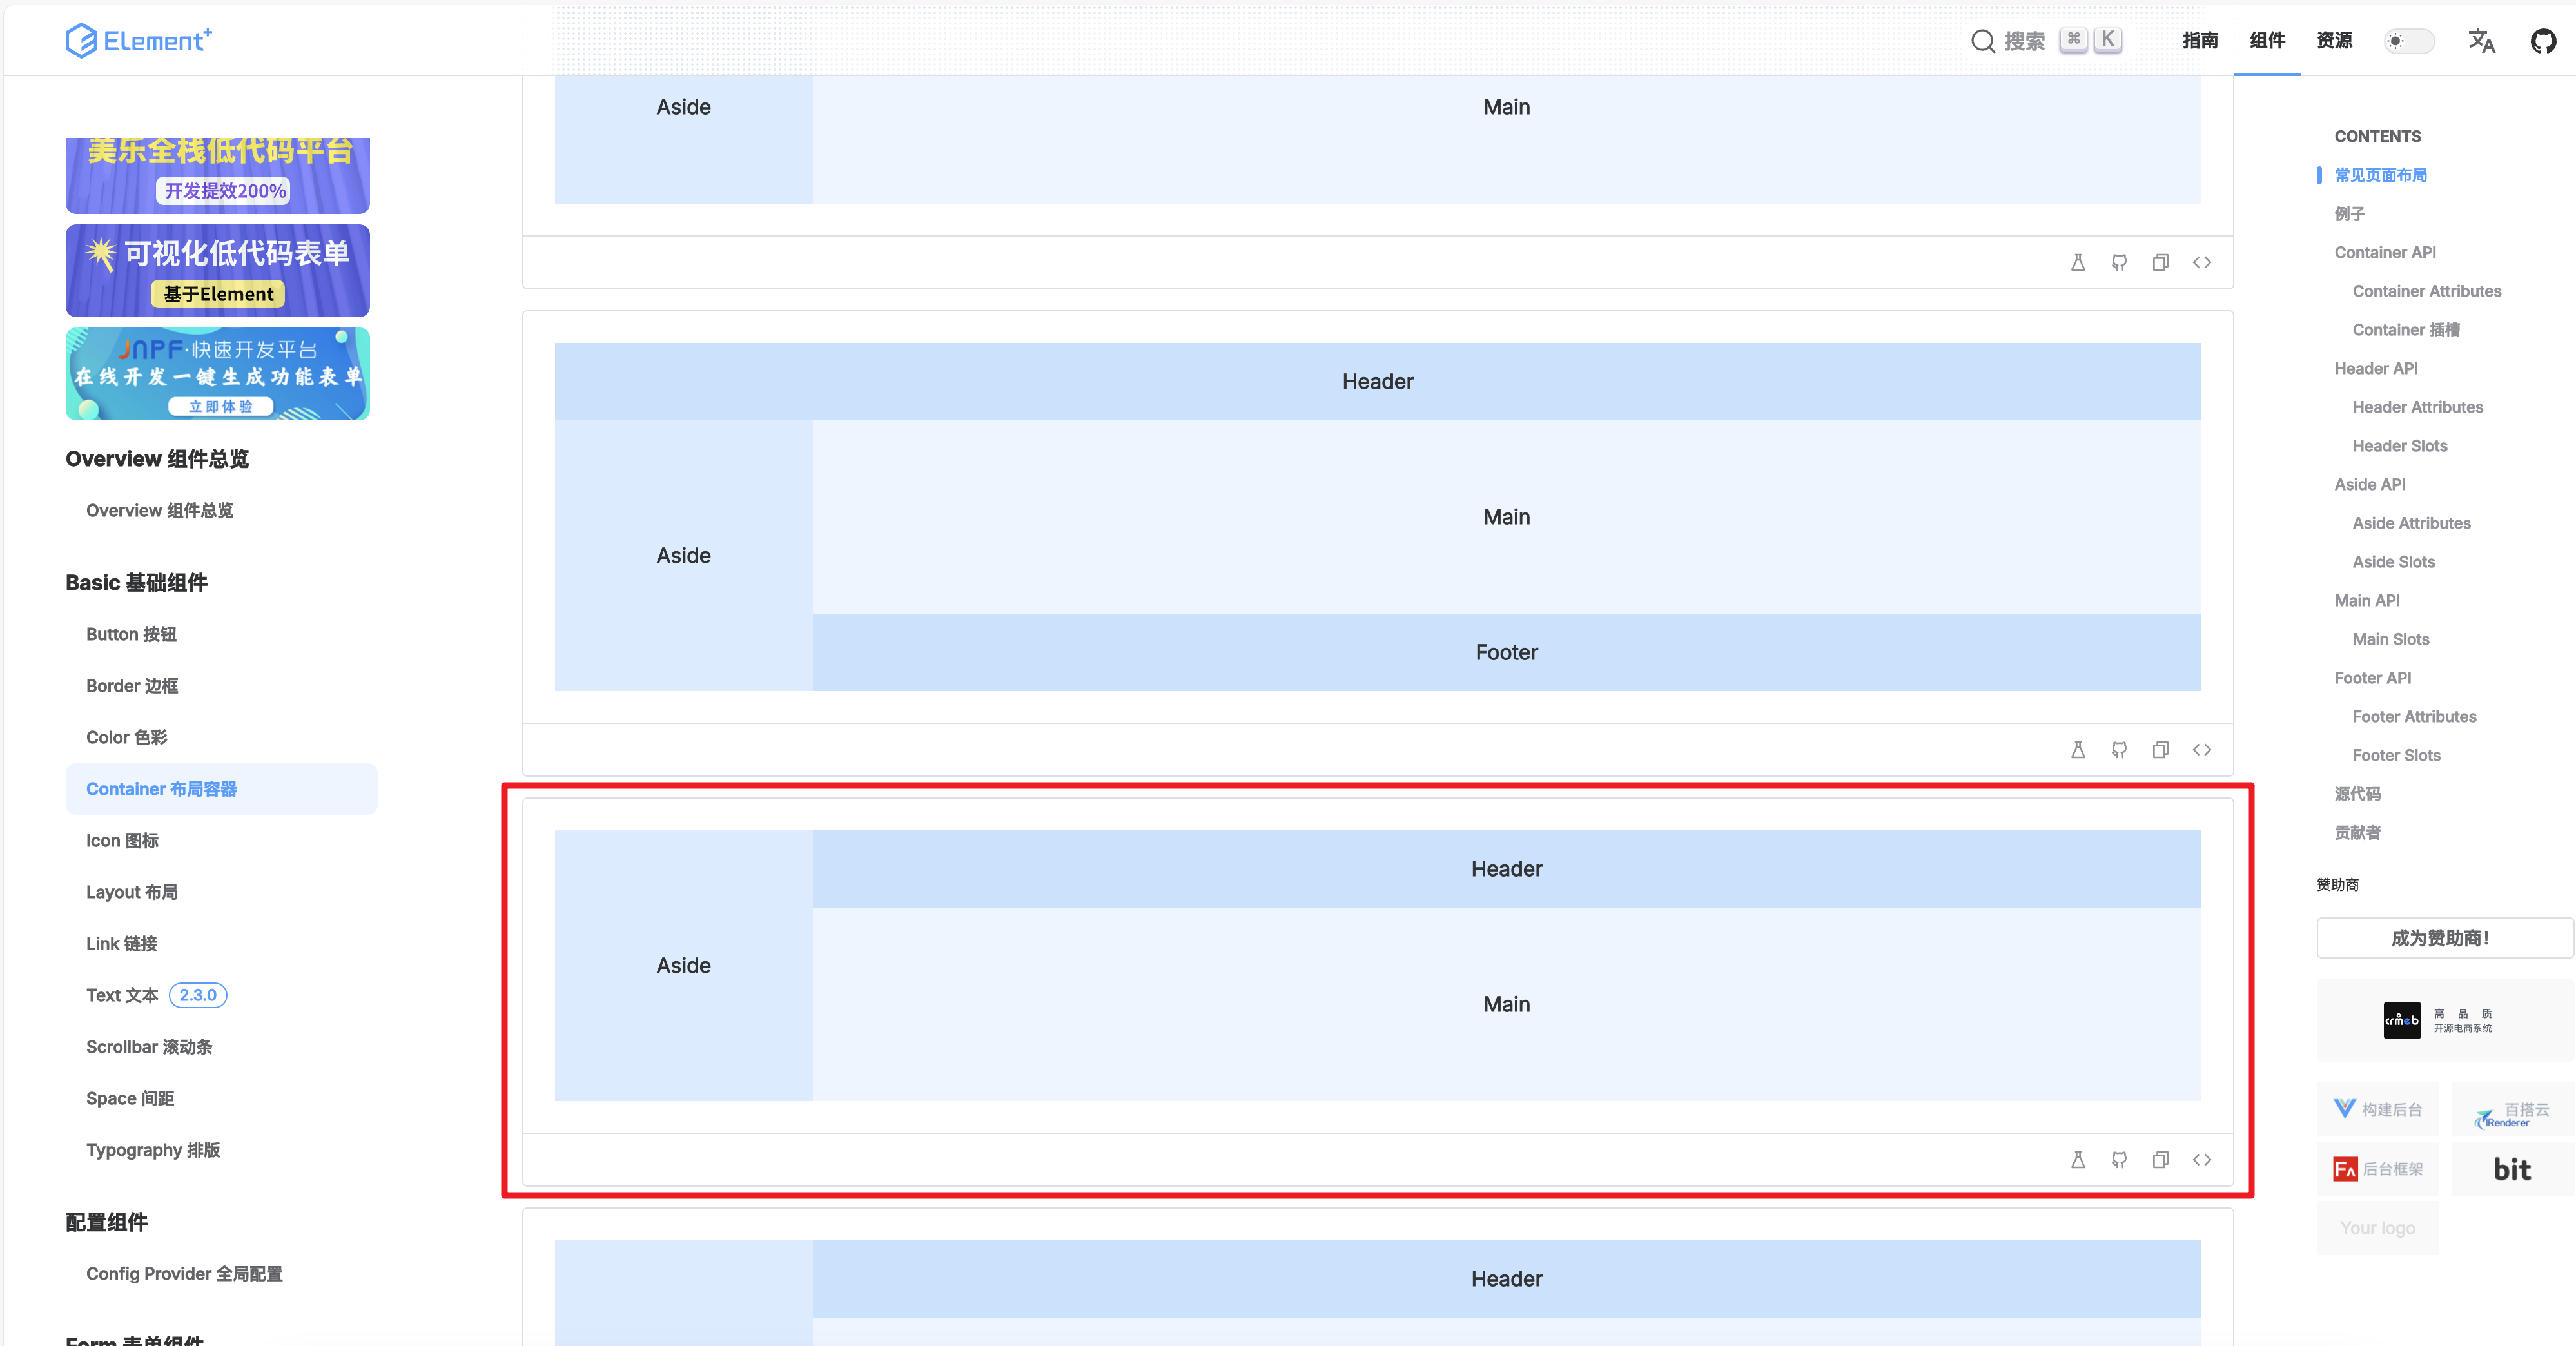 Element+
搜索 ⌘ K
指南
组件
资源
美乐全栈低代码平台
开发提效200%
可视化低代码表单
基于Element
JNPF·快速开发平台
在线开发一键生成功能表单
立即体验
Overview 组件总览
Overview 组件总览
Basic 基础组件
Button 按钮
Border 边框
Color 色彩
Container 布局容器
Icon 图标
Layout 布局
Link 链接
Text 文本 2.3.0
Scrollbar 滚动条
Space 间距
Typography 排版
配置组件
Config Provider 全局配置
Form 表单组件
Aside
Main
Header
Aside
Main
Footer
Aside
Header
Main
Header
CONTENTS
常见页面布局
例子
Container API
Container Attributes
Container 插槽
Header API
Header Attributes
Header Slots
Aside API
Aside Attributes
Aside Slots
Main API
Main Slots
Footer API
Footer Attributes
Footer Slots
源代码
贡献者
赞助商
成为赞助商!
crmeb
高 品 质
开源电商系统
构建后台
百搭云
iRenderer
FA 后台框架
bit
Your logo